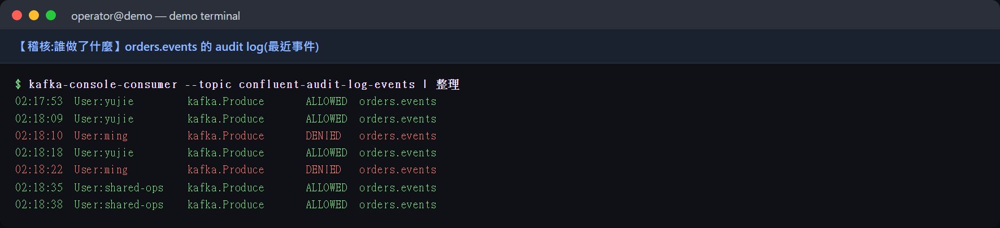 operator@demo — demo terminal
【稽核:誰做了什麼】orders.events 的 audit log(最近事件)
$ kafka-console-consumer --topic confluent-audit-log-events | 整理
02:17:53 User:yujie kafka.Produce ALLOWED orders.events
02:18:09 User:yujie kafka.Produce ALLOWED orders.events
02:18:10 User:ming kafka.Produce DENIED orders.events
02:18:18 User:yujie kafka.Produce ALLOWED orders.events
02:18:22 User:ming kafka.Produce DENIED orders.events
02:18:35 User:shared-ops kafka.Produce ALLOWED orders.events
02:18:38 User:shared-ops kafka.Produce ALLOWED orders.events